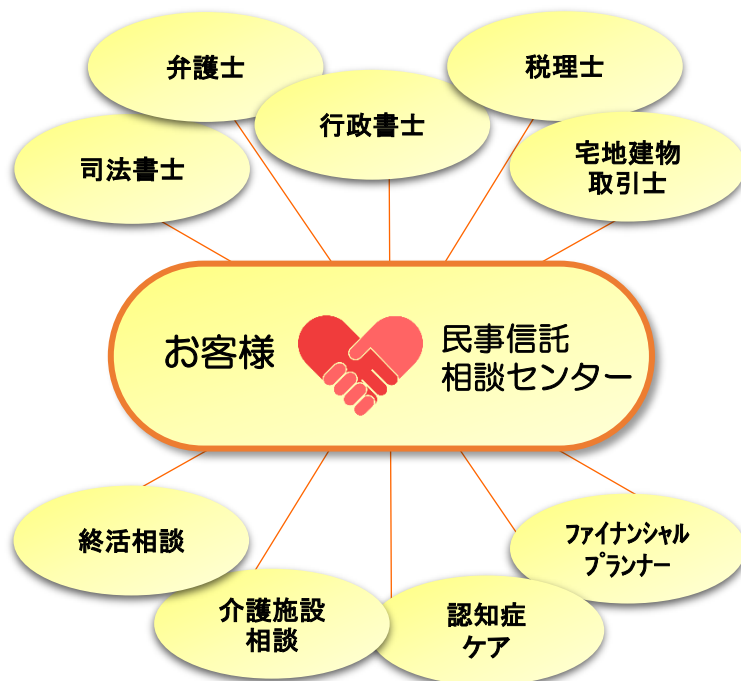 弁護士
税理士
行政書士
司法書士
宅地建物
取引士
お客様
民事信託
相談センター
終活相談
ファイナンシャル
プランナー
介護施設
相談
認知症
ケア